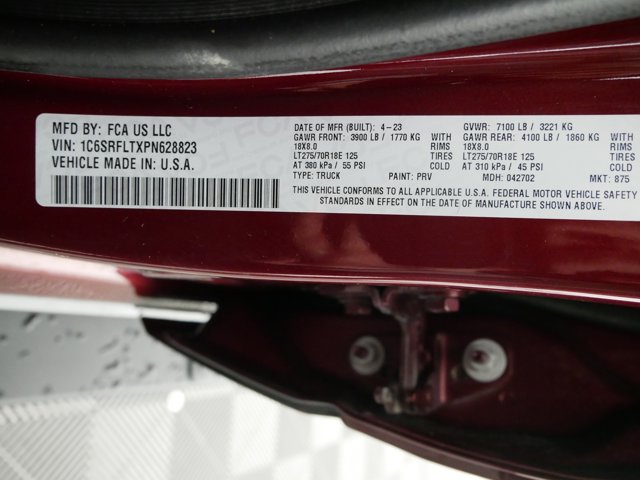 MFD BY: FCA US LLC
VIN: 1C6SRFLTXPN628823
VEHICLE MADE IN: U.S.A.
DATE OF MFR (BUILT): 4-23 GVWR: 7100 LB / 3221 KG
GAWR FRONT: 3900 LB / 1770 KG WITH GAWR REAR: 4100 LB / 1860 KG WITH
18X8.0 RIMS 18X8.0 RIMS
LT275/70R18E 125 TIRES LT275/70R18E 125 TIRES
AT 380 kPa / 55 PSI COLD AT 310 kPa / 45 PSI COLD
TYPE: TRUCK PAINT: PRV MDH: 042702 MKT: 875
THIS VEHICLE CONFORMS TO ALL APPLICABLE U.S.A. FEDERAL MOTOR VEHICLE SAFETY
STANDARDS IN EFFECT ON THE DATE OF MANUFACTURE SHOWN ABOVE.